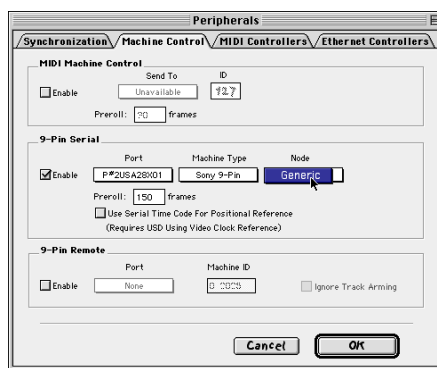 Peripherals
Synchronization Machine Control MIDI Controllers Ethernet Controllers
MIDI Machine Control
Send To ID
Enable Unavailable 127
Preroll: frames
9-Pin Serial
Port Machine Type Node
Enable P#2USA28X01 Sony 9-Pin Generic
Preroll: 150 frames
Use Serial Time Code For Positional Reference
(Requires USD Using Video Clock Reference)
9-Pin Remote
Port Machine ID
Enable None Ignore Track Arming
Cancel OK